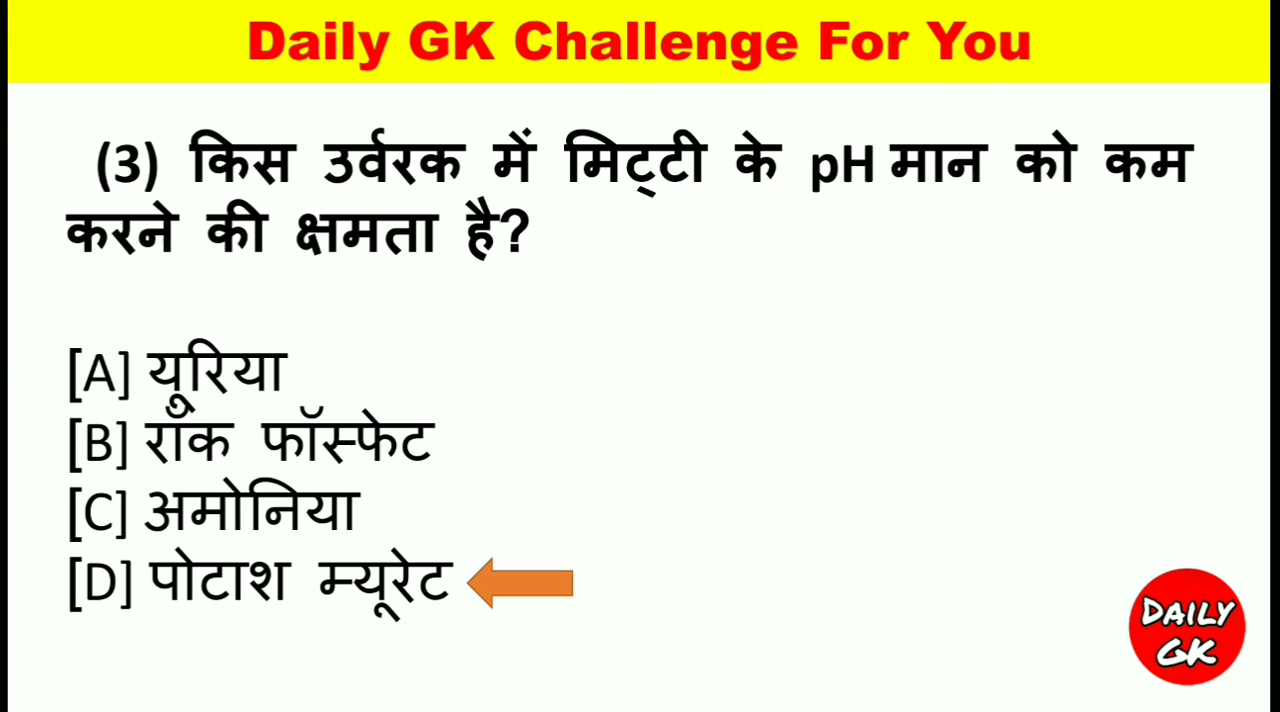 Daily GK Challenge For You
(3) किस उर्वरक में मिट्टी के pH मान को कम
करने की क्षमता है?
[A] यूरिया
[B] रॉक फॉस्फेट
[C] अमोनिया
[D] पोटाश म्यूरेट
DAILY
GK